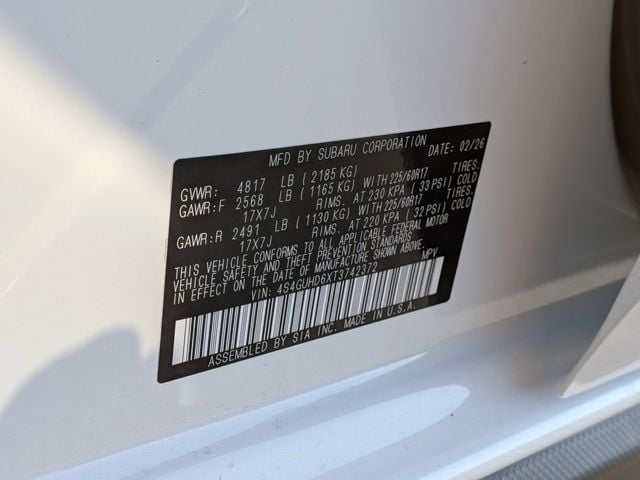 MFD BY SUBARU CORPORATION DATE: 02/26
GVWR: 4817 LB (2185 KG)
GAWR:F 2568 LB (1165 KG) WITH 225/60R17 TIRES,
17X7J RIMS, AT 230 KPA (33 PSI) COLD
GAWR:R 2491 LB (1130 KG) WITH 225/60R17 TIRES,
17X7J RIMS, AT 220 KPA (32 PSI) COLD
THIS VEHICLE CONFORMS TO ALL APPLICABLE FEDERAL MOTOR
VEHICLE SAFETY AND THEFT PREVENTION STANDARDS
IN EFFECT ON THE DATE OF MANUFACTURE SHOWN ABOVE.
VIN: 4S4GUHD6XT3742372 MPV
ASSEMBLED BY SIA INC. MADE IN U.S.A.